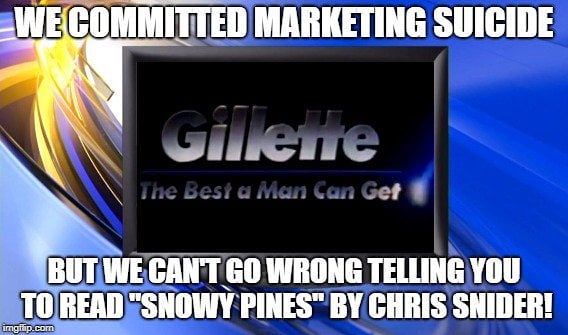 WE COMMITTED MARKETING SUICIDE
Gillette
The Best a Man Can Get
BUT WE CAN'T GO WRONG TELLING YOU
TO READ "SNOWY PINES" BY CHRIS SNIDER!
imgflip.com